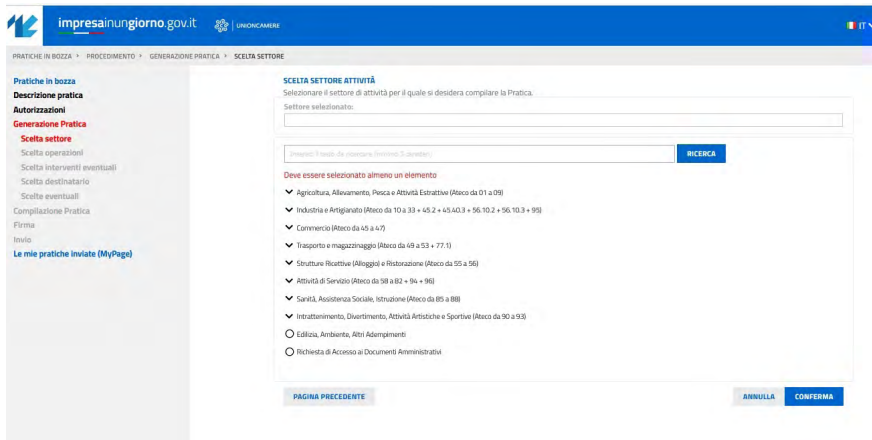 impresainungiorno.gov.it
UNIONCAMERE
IT
PRATICHE IN BOZZA
PROCEDIMENTO
GENERAZIONE PRATICA
SCELTA SETTORE
Pratiche in bozza
Descrizione pratica
Autorizzazioni
Generazione Pratica
Scelta settore
Scelta operazioni
Scelta interventi eventuali
Scelta destinatario
Scelte eventuali
Compilazione Pratica
Firma
Invio
Le mie pratiche inviate (MyPage)
SCELTA SETTORE ATTIVITÀ
Selezionare il settore di attività per il quale si desidera compilare la Pratica.
Settore selezionato:
RICERCA
Deve essere selezionato almeno un elemento
Agricoltura, Allevamento, Pesca e Attività Estrattive (Ateco da 01 a 09)
Industria e Artigianato (Ateco da 10 a 33 + 45.2 + 45.40.3 + 56.10.2 + 56.10.3 + 95)
Commercio (Ateco da 45 a 47)
Trasporto e magazzinaggio (Ateco da 49 a 53 + 77.1)
Strutture Ricettive (Alloggio) e Ristorazione (Ateco da 55 a 56)
Attività di Servizio (Ateco da 58 a 82 + 94 + 96)
Sanità, Assistenza Sociale, Istruzione (Ateco da 85 a 88)
Intrattenimento, Divertimento, Attività Artistiche e Sportive (Ateco da 90 a 93)
Edilizia, Ambiente, Altri Adempimenti
Richiesta di Accesso ai Documenti Amministrativi
PAGINA PRECEDENTE
ANNULLA
CONFERMA